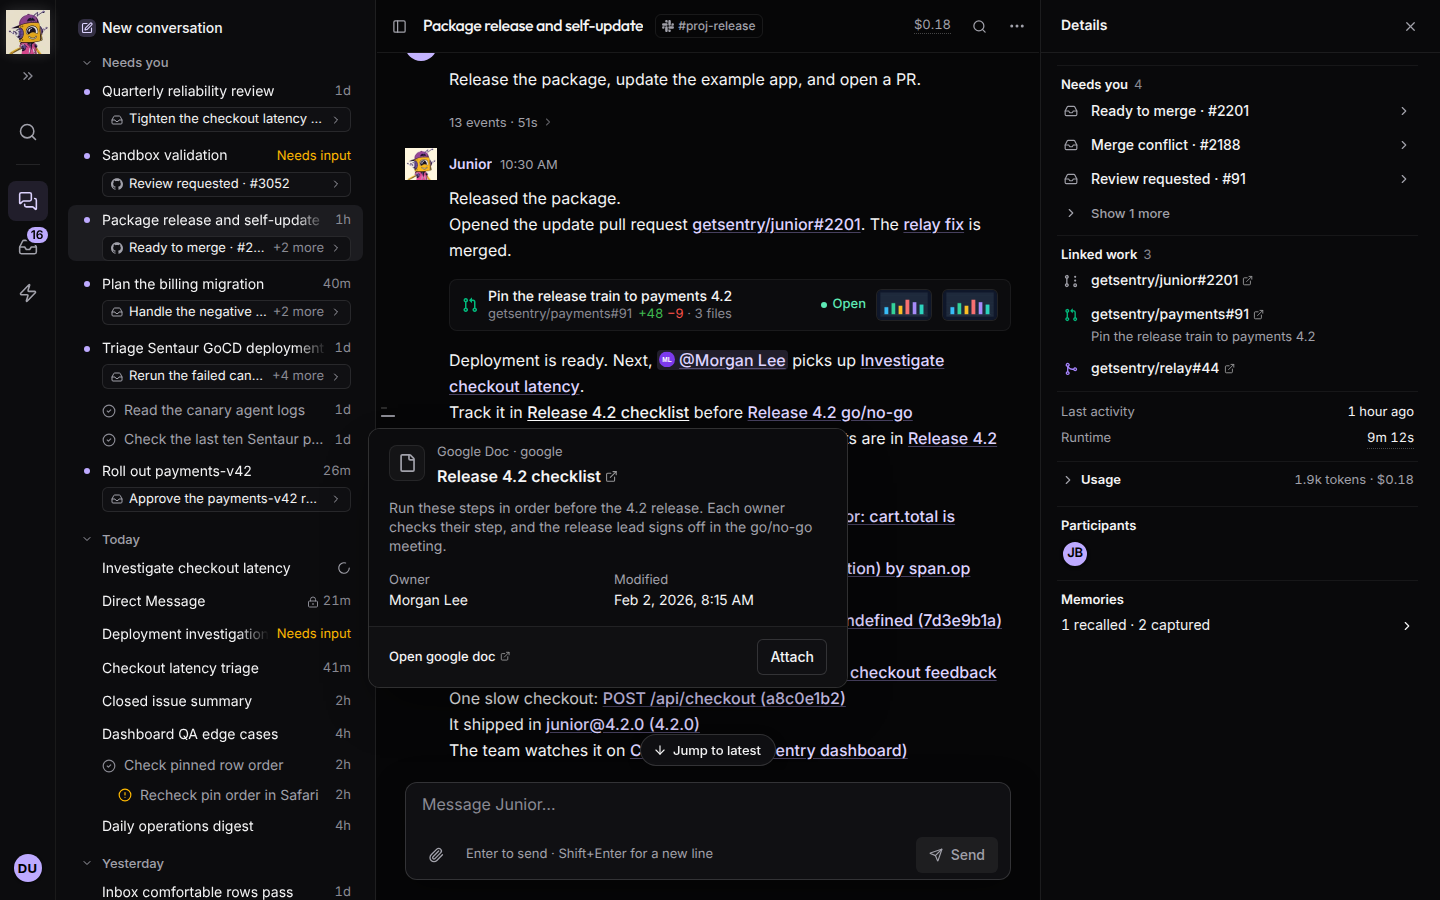 New conversation
Needs you
Quarterly reliability review 1d
Tighten the checkout latency ...
Sandbox validation Needs input
Review requested · #3052
Package release and self-update 1h
Ready to merge · #2... +2 more
16
Plan the billing migration 40m
Handle the negative ... +2 more
Triage Sentaur GoCD deployment 1d
Rerun the failed can... +4 more
Read the canary agent logs 1d
Check the last ten Sentaur p... 1d
Roll out payments-v42 26m
Approve the payments-v42 r...
Today
Investigate checkout latency
Direct Message 21m
Deployment investigation Needs input
Checkout latency triage 41m
Closed issue summary 2h
Dashboard QA edge cases 4h
Check pinned row order 2h
Recheck pin order in Safari 2h
Daily operations digest 4h
Yesterday
Inbox comfortable rows pass 1d
DU
Package release and self-update #proj-release $0.18
Release the package, update the example app, and open a PR.
13 events · 51s
Junior 10:30 AM
Released the package.
Opened the update pull request getsentry/junior#2201. The relay fix is
merged.
Pin the release train to payments 4.2
getsentry/payments#91 +48 −9 · 3 files
Open
Deployment is ready. Next, ML @Morgan Lee picks up Investigate
checkout latency.
Track it in Release 4.2 checklist before Release 4.2 go/no-go
ts are in Release 4.2
Google Doc · google
Release 4.2 checklist
Run these steps in order before the 4.2 release. Each owner
checks their step, and the release lead signs off in the go/no-go
meeting.
Owner Modified
Morgan Lee Feb 2, 2026, 8:15 AM
Open google doc Attach
or: cart.total is
tion) by span.op
ndefined (7d3e9b1a)
checkout feedback
One slow checkout: POST /api/checkout (a8c0e1b2)
It shipped in junior@4.2.0 (4.2.0)
The team watches it on C entry dashboard)
Jump to latest
Message Junior...
Enter to send · Shift+Enter for a new line Send
Details
Needs you 4
Ready to merge · #2201
Merge conflict · #2188
Review requested · #91
Show 1 more
Linked work 3
getsentry/junior#2201
getsentry/payments#91
Pin the release train to payments 4.2
getsentry/relay#44
Last activity 1 hour ago
Runtime 9m 12s
Usage 1.9k tokens · $0.18
Participants
JB
Memories
1 recalled · 2 captured